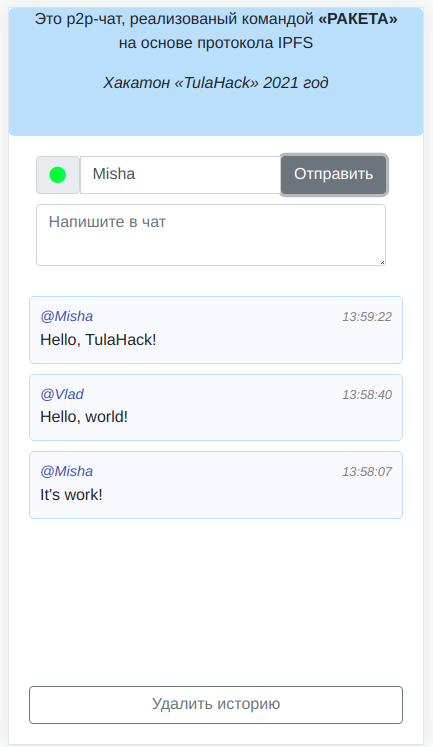 Это p2p-чат, реализованый командой «РАКЕТА»
на основе протокола IPFS
Хакатон «TulaHack» 2021 год
Misha
Отправить
Напишите в чат
@Misha 13:59:22
Hello, TulaHack!
@Vlad 13:58:40
Hello, world!
@Misha 13:58:07
It's work!
Удалить историю